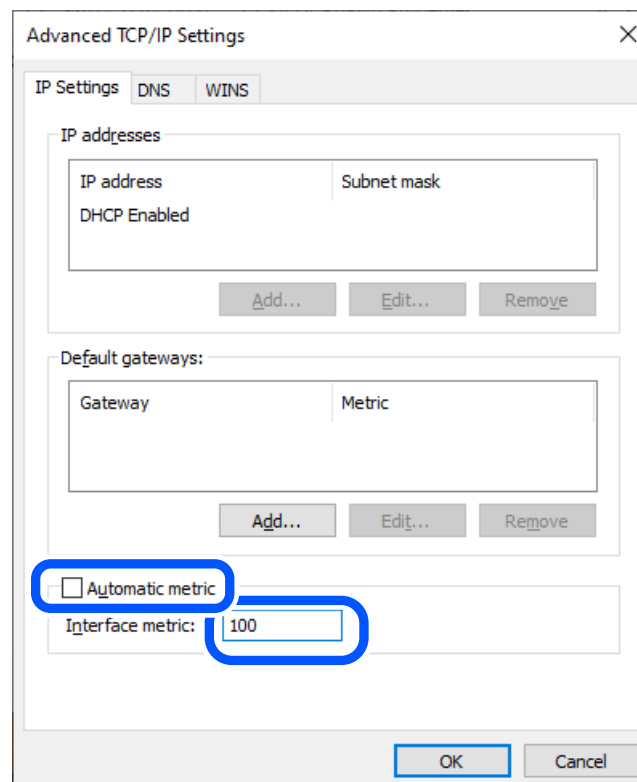 Advanced TCP/IP Settings
IP Settings DNS WINS
IP addresses
IP address Subnet mask
DHCP Enabled
Add... Edit... Remove
Default gateways:
Gateway Metric
Add... Edit... Remove
Automatic metric
Interface metric: 100
OK Cancel